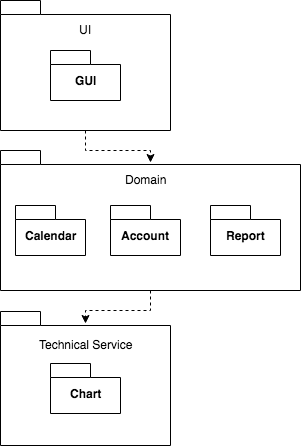 UI
GUI
Domain
Calendar
Account
Report
Technical Service
Chart